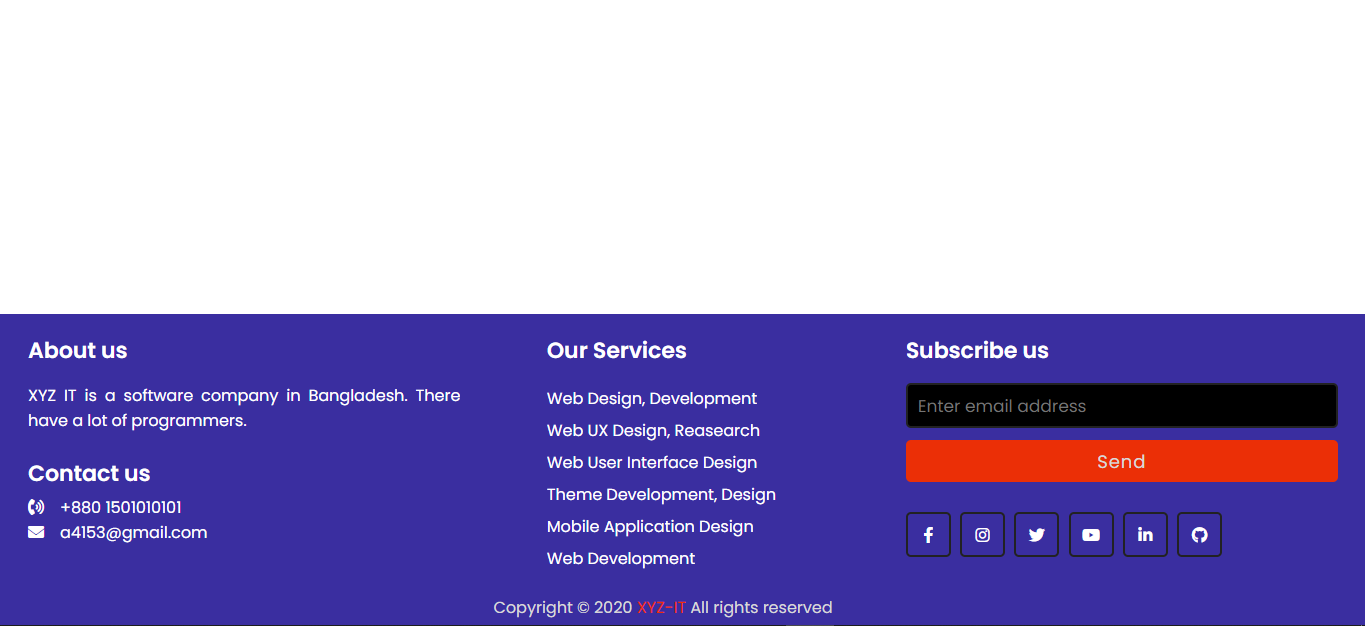 About us
XYZ IT is a software company in Bangladesh. There
have a lot of programmers.
Contact us
+880 1501010101
a4153@gmail.com
Our Services
Web Design, Development
Web UX Design, Reasearch
Web User Interface Design
Theme Development, Design
Mobile Application Design
Web Development
Subscribe us
Enter email address
Send
Copyright © 2020 XYZ-IT All rights reserved